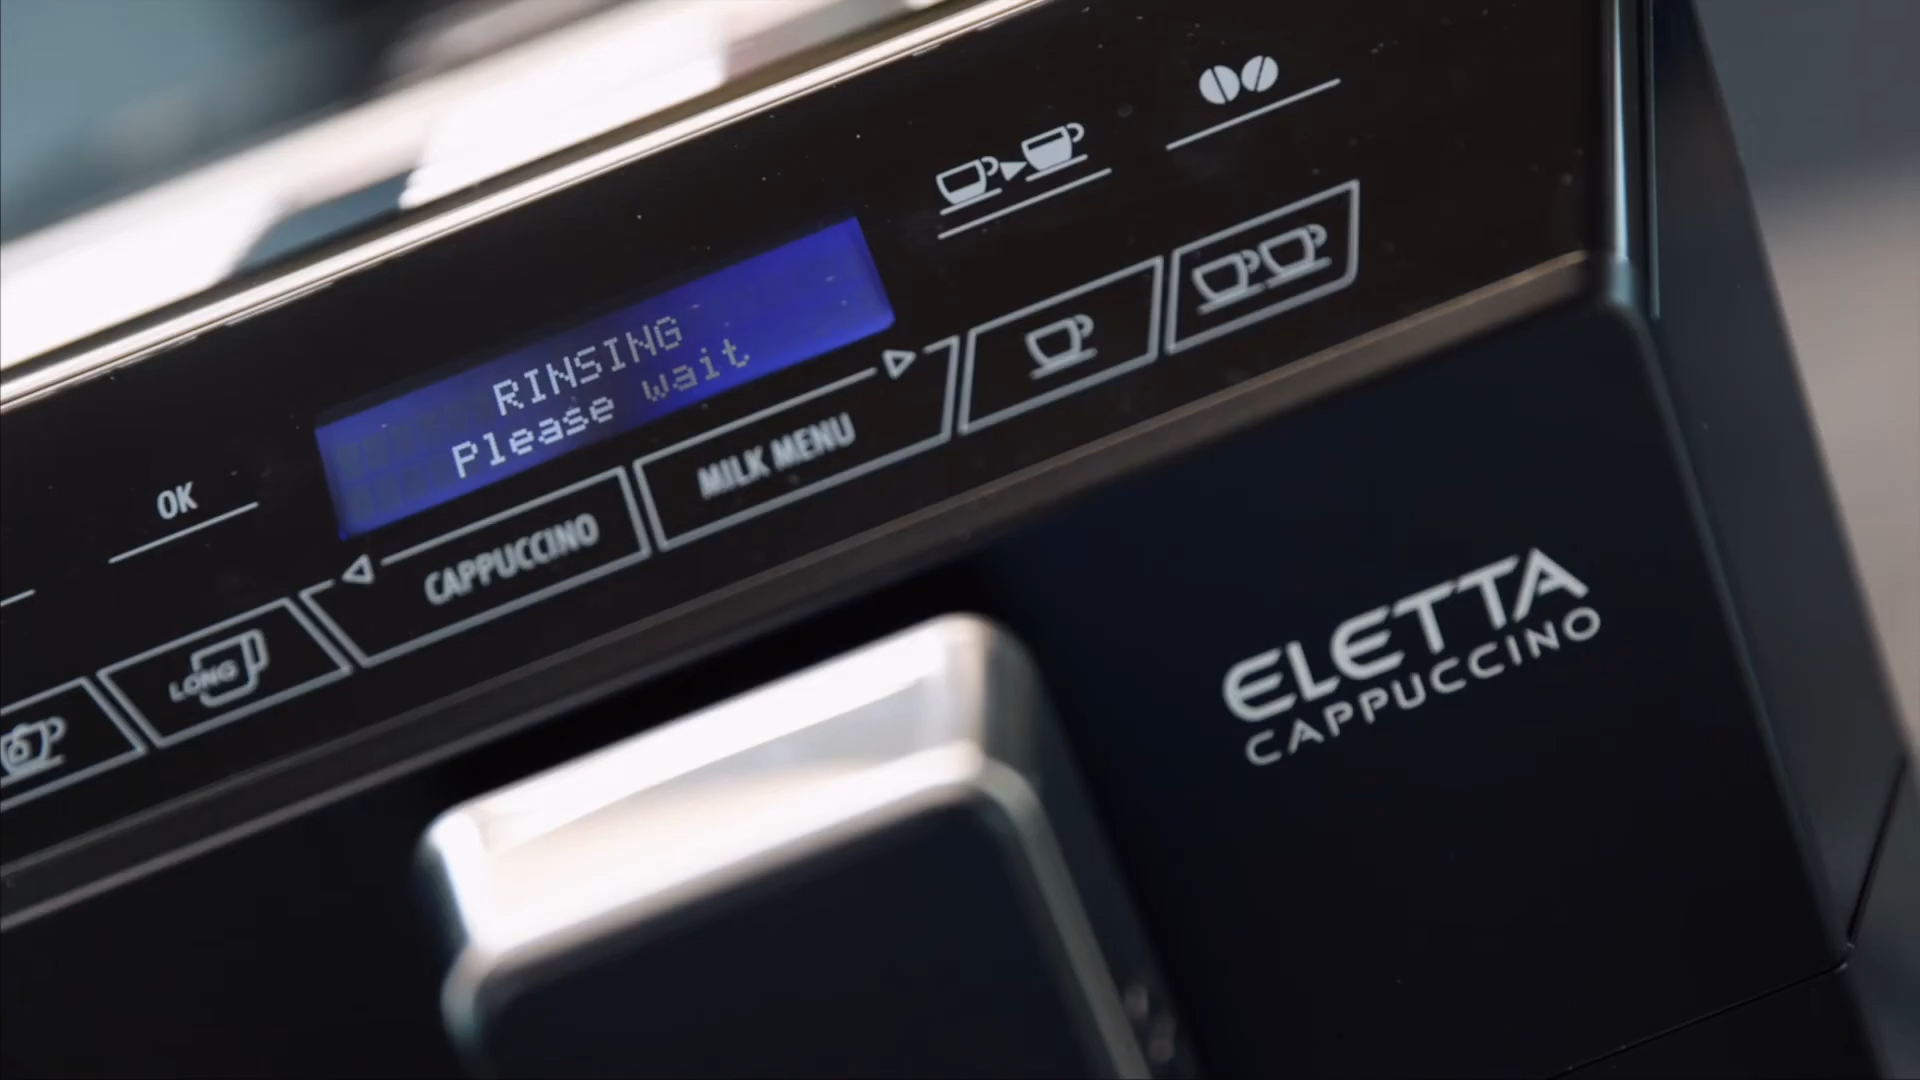 RINSING
Please wait
OK
CAPPUCCINO
MILK MENU
LONG
ELETTA
CAPPUCCINO